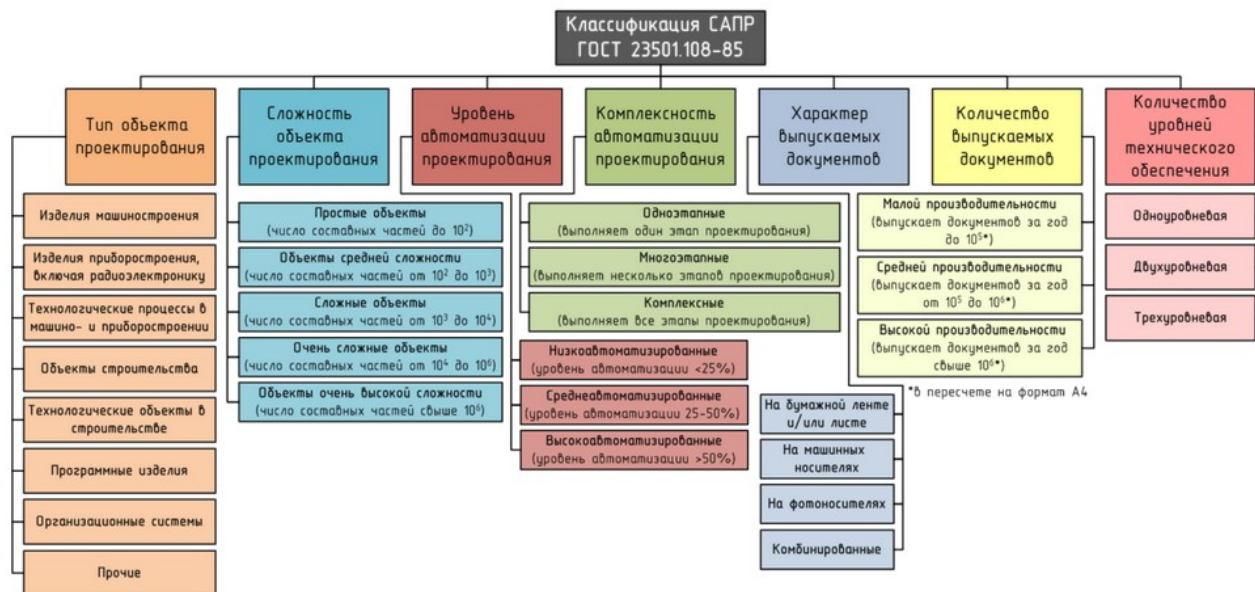 Классификация САПР
ГОСТ 23501.108-85
Тип объекта
проектирования
Сложность
объекта
проектирования
Уровень
автоматизации
проектирования
Комплексность
автоматизации
проектирования
Характер
выпускаемых
документов
Количество
выпускаемых
документов
Количество
уровней
технического
обеспечения
Изделия машиностроения
Изделия приборостроения,
включая радиоэлектронику
Технологические процессы в
машино- и приборостроении
Объекты строительства
Технологические объекты в
строительстве
Программные изделия
Организационные системы
Прочие
Простые объекты
(число составных частей до 10²)
Объекты средней сложности
(число составных частей от 10² до 10³)
Сложные объекты
(число составных частей от 10³ до 10⁴)
Очень сложные объекты
(число составных частей от 10⁴ до 10⁶)
Объекты очень высокой сложности
(число составных частей свыше 10⁶)
Низкоавтоматизированные
(уровень автоматизации <25%)
Среднеавтоматизированные
(уровень автоматизации 25-50%)
Высокоавтоматизированные
(уровень автоматизации >50%)
Одноэтапные
(выполняет один этап проектирования)
Многоэтапные
(выполняет несколько этапов проектирования)
Комплексные
(выполняет все этапы проектирования)
На бумажной ленте
и/или листе
На машинных
носителях
На фотоносителях
Комбинированные
Малой производительности
(выпускает документов за год
до 10⁵*)
Средней производительности
(выпускает документов за год
от 10⁵ до 10⁶*)
Высокой производительности
(выпускает документов за год
свыше 10⁶*)
*в пересчете на формат А4
Одноуровневая
Двухуровневая
Трехуровневая